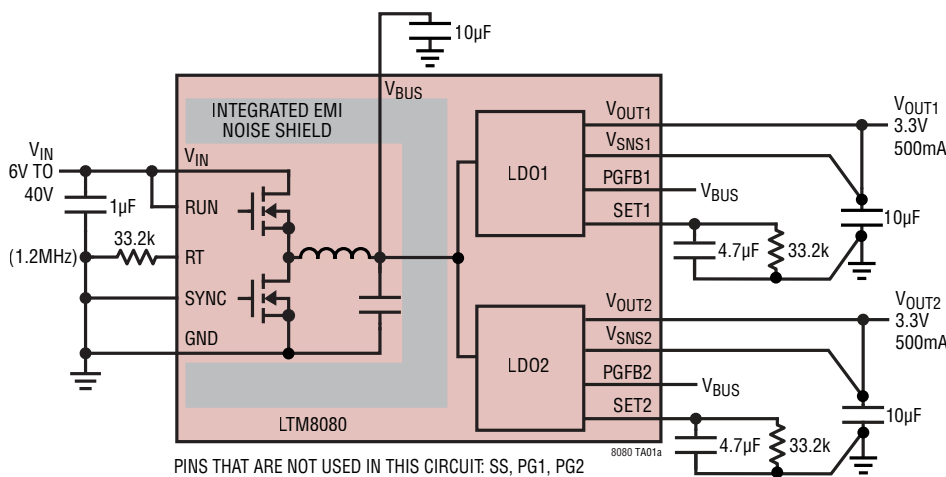 10µF
VBUS
INTEGRATED EMI
NOISE SHIELD
VIN
6V TO
40V
VIN
1µF
RUN
33.2k
(1.2MHz)
RT
SYNC
GND
LTM8080
LDO1
VOUT1
VSNS1
PGFB1
VBUS
SET1
4.7µF
33.2k
10µF
VOUT1
3.3V
500mA
LDO2
VOUT2
VSNS2
PGFB2
VBUS
SET2
4.7µF
33.2k
10µF
VOUT2
3.3V
500mA
8080 TA01a
PINS THAT ARE NOT USED IN THIS CIRCUIT: SS, PG1, PG2